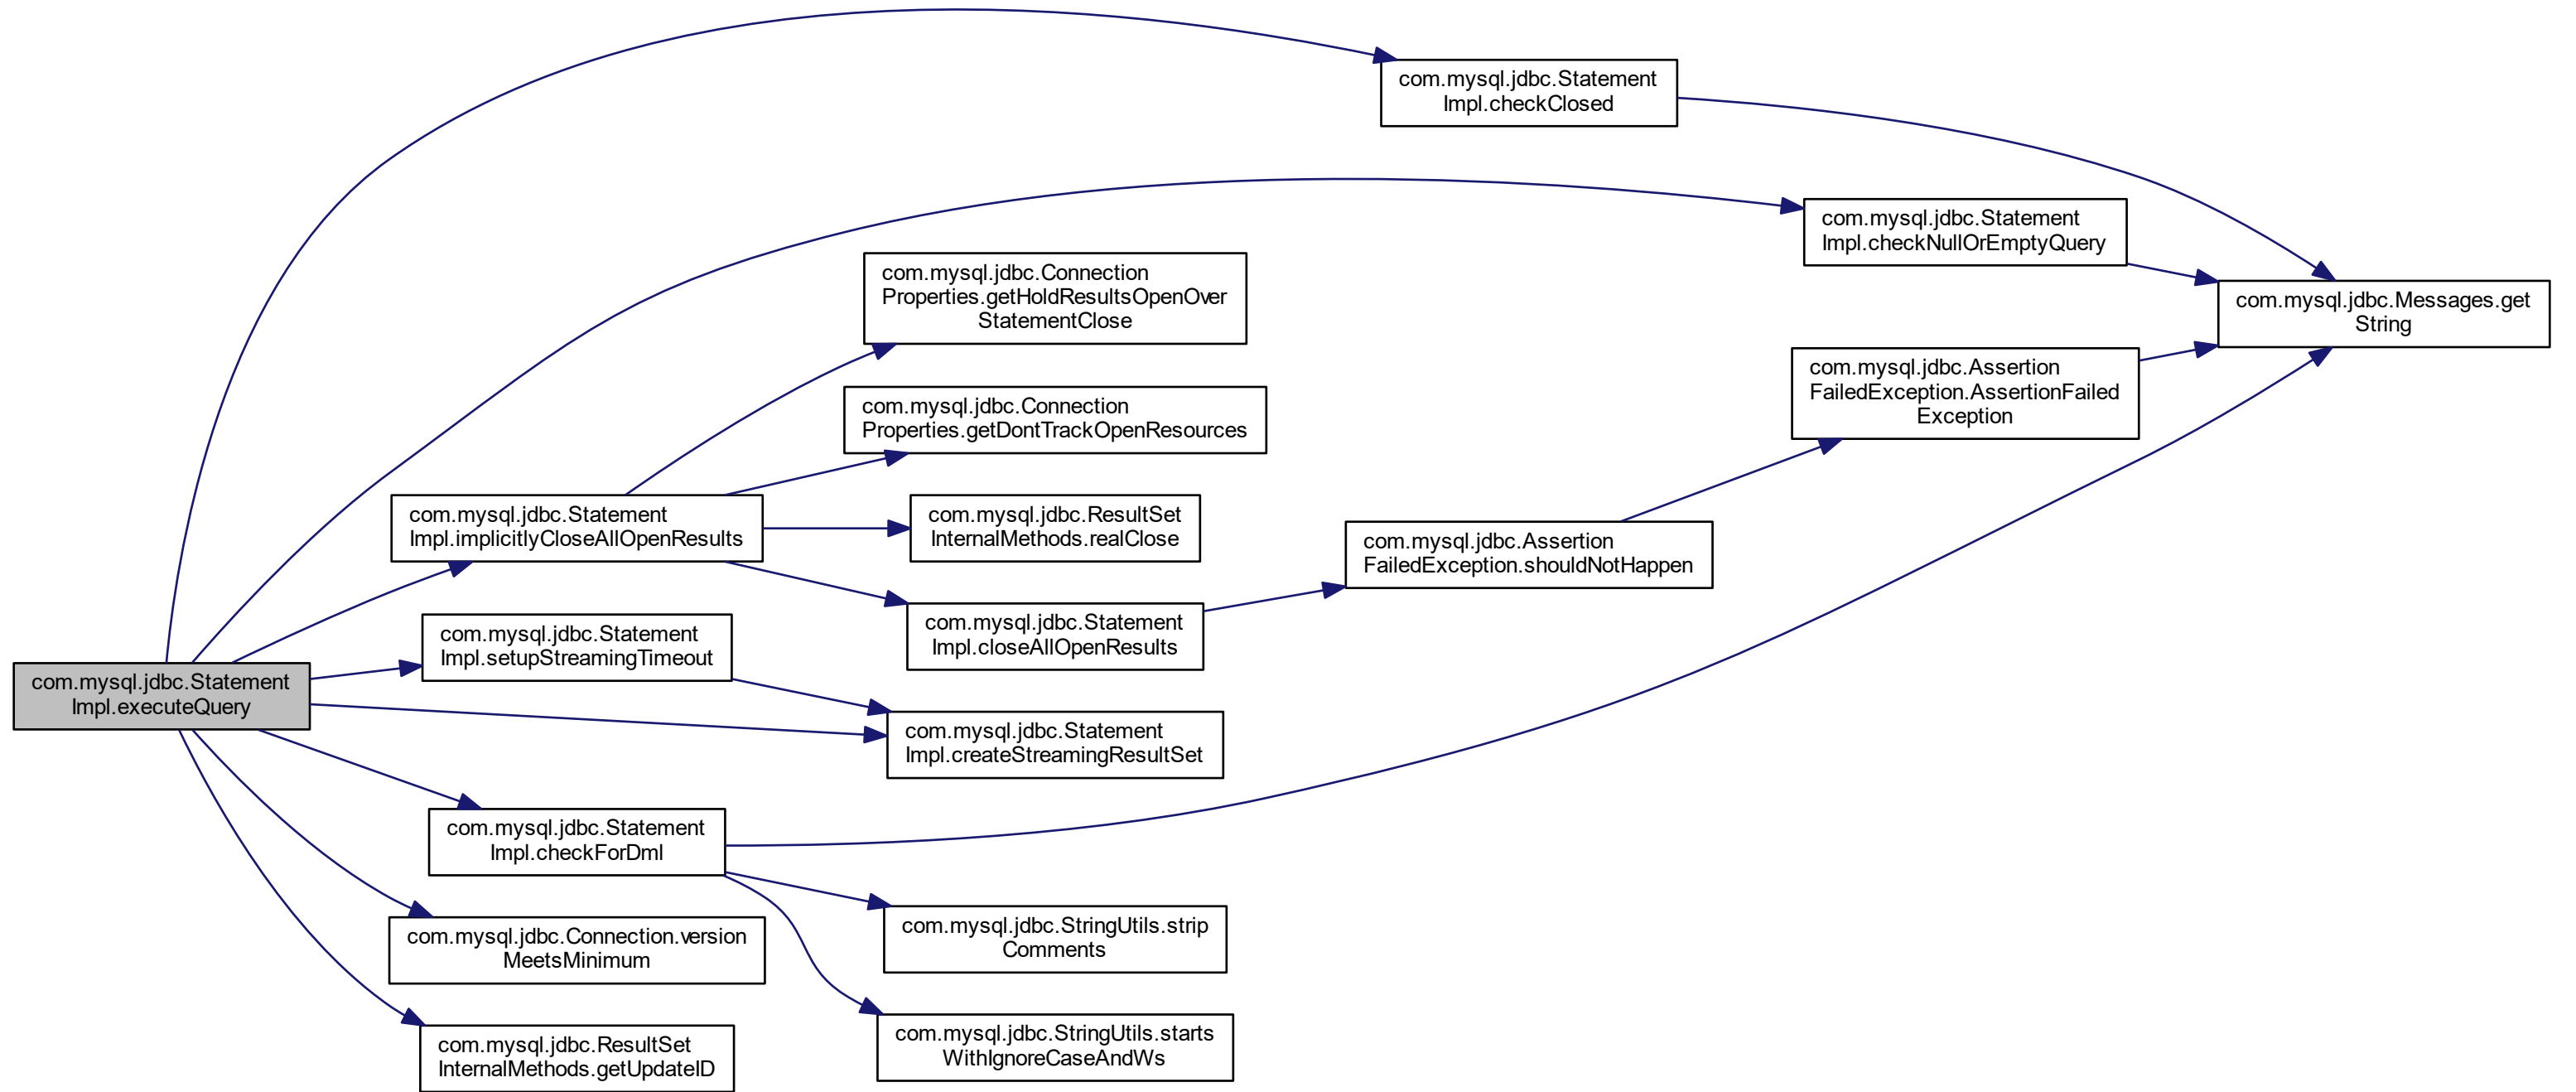 com.mysql.jdbc.Statement
Impl.checkClosed
com.mysql.jdbc.Statement
Impl.checkNullOrEmptyQuery
com.mysql.jdbc.Connection
Properties.getHoldResultsOpenOver
StatementClose
com.mysql.jdbc.Messages.get
String
com.mysql.jdbc.Assertion
FailedException.AssertionFailed
Exception
com.mysql.jdbc.Connection
Properties.getDontTrackOpenResources
com.mysql.jdbc.Statement
Impl.implicitlyCloseAllOpenResults
com.mysql.jdbc.ResultSet
InternalMethods.realClose
com.mysql.jdbc.Assertion
FailedException.shouldNotHappen
com.mysql.jdbc.Statement
Impl.closeAllOpenResults
com.mysql.jdbc.Statement
Impl.setupStreamingTimeout
com.mysql.jdbc.Statement
Impl.executeQuery
com.mysql.jdbc.Statement
Impl.createStreamingResultSet
com.mysql.jdbc.Statement
Impl.checkForDml
com.mysql.jdbc.StringUtils.strip
Comments
com.mysql.jdbc.Connection.version
MeetsMinimum
com.mysql.jdbc.StringUtils.starts
WithIgnoreCaseAndWs
com.mysql.jdbc.ResultSet
InternalMethods.getUpdateID